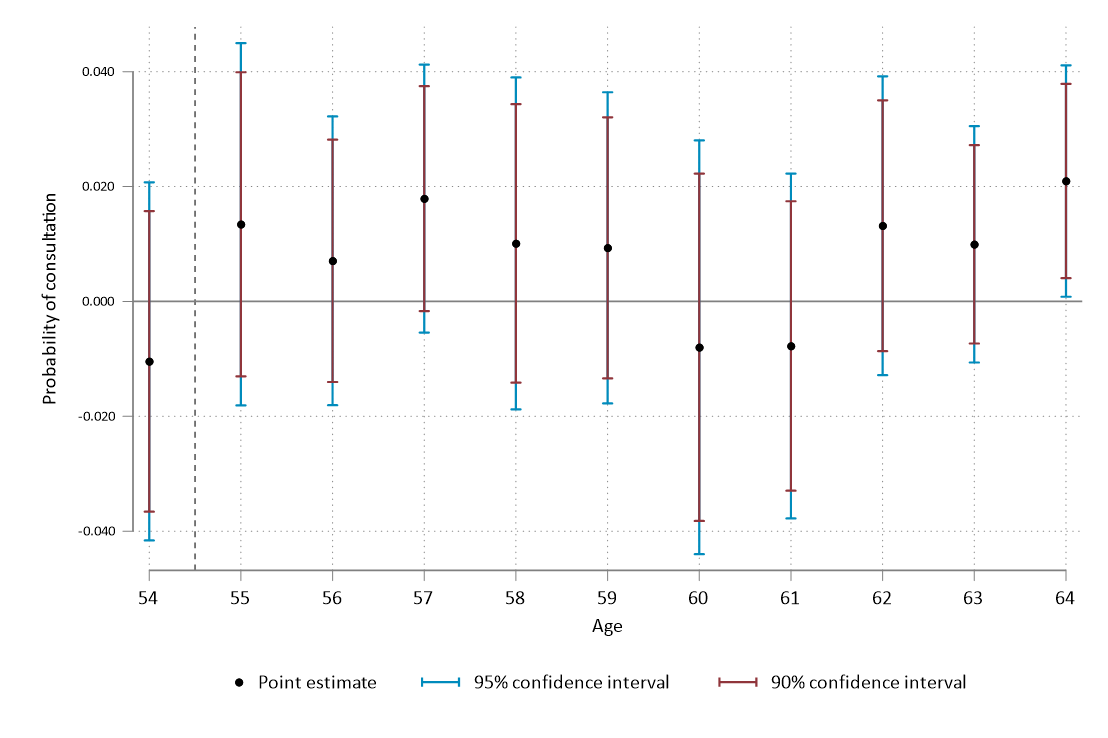 0.040
0.020
0.000
-0.020
-0.040
Probability of consultation
54 55 56 57 58 59 60 61 62 63 64
Age
Point estimate 95% confidence interval 90% confidence interval